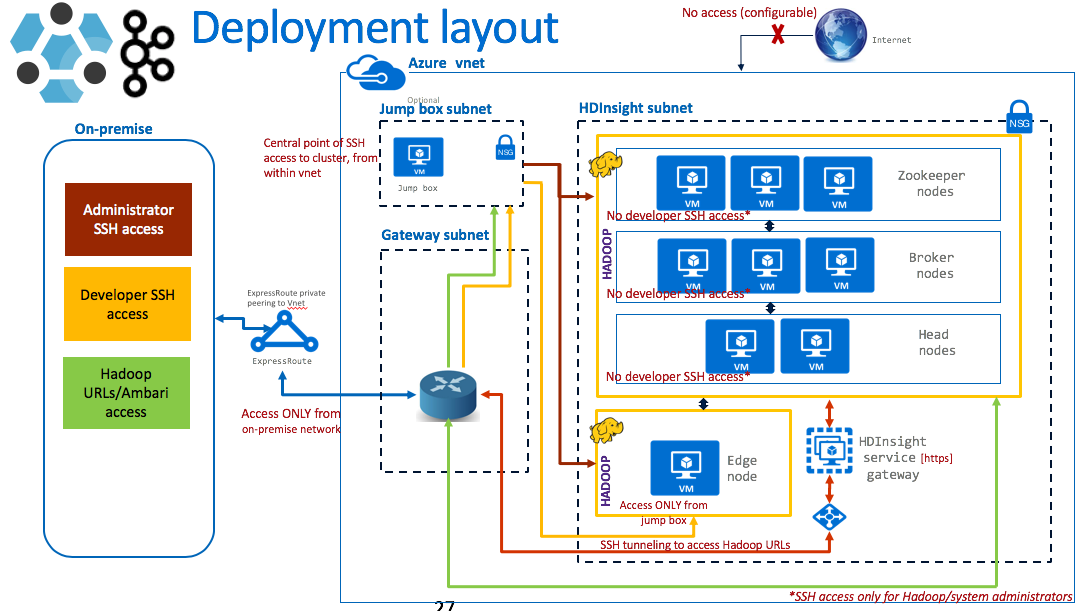 Deployment layout
No access (configurable)
Internet
Azure vnet
Optional
Jump box subnet
HDInsight subnet
NSG
On-premise
Central point of SSH
access to cluster, from
within vnet
VM
Jump box
NSG
Administrator
SSH access
Developer SSH
access
Hadoop
URLs/Ambari
access
Gateway subnet
ExpressRoute private
peering to Vnet
ExpressRoute
Access ONLY from
on-premise network
HADOOP
VM
VM
VM
Zookeeper
nodes
No developer SSH access*
VM
VM
VM
Broker
nodes
No developer SSH access*
VM
VM
Head
nodes
No developer SSH access*
HADOOP
VM
Edge
node
Access ONLY from
jump box
HDInsight
service [https]
gateway
SSH tunneling to access Hadoop URLs
*SSH access only for Hadoop/system administrators
27